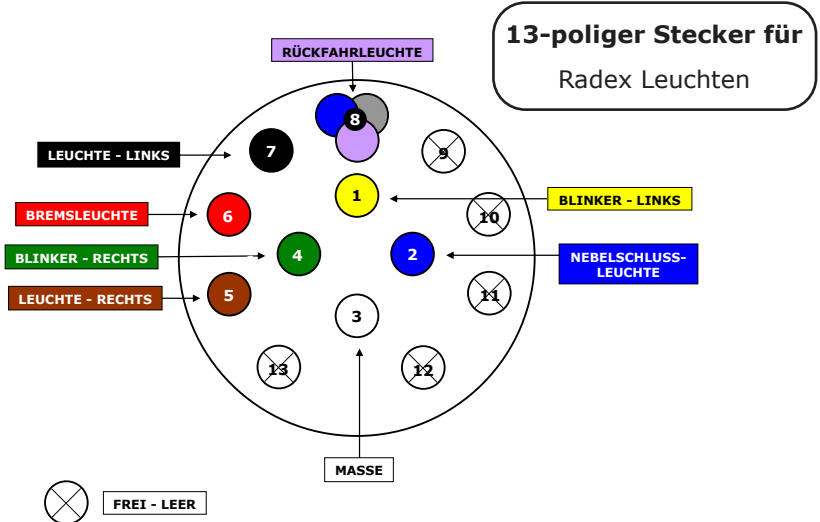 13-poliger Stecker für
Radex Leuchten
RÜCKFAHRLEUCHTE
8
7
9
LEUCHTE - LINKS
1
BLINKER - LINKS
6
10
BREMSLEUCHTE
4
2
BLINKER - RECHTS
NEBELSCHLUSS-
LEUCHTE
5
11
LEUCHTE - RECHTS
3
13
12
MASSE
FREI - LEER